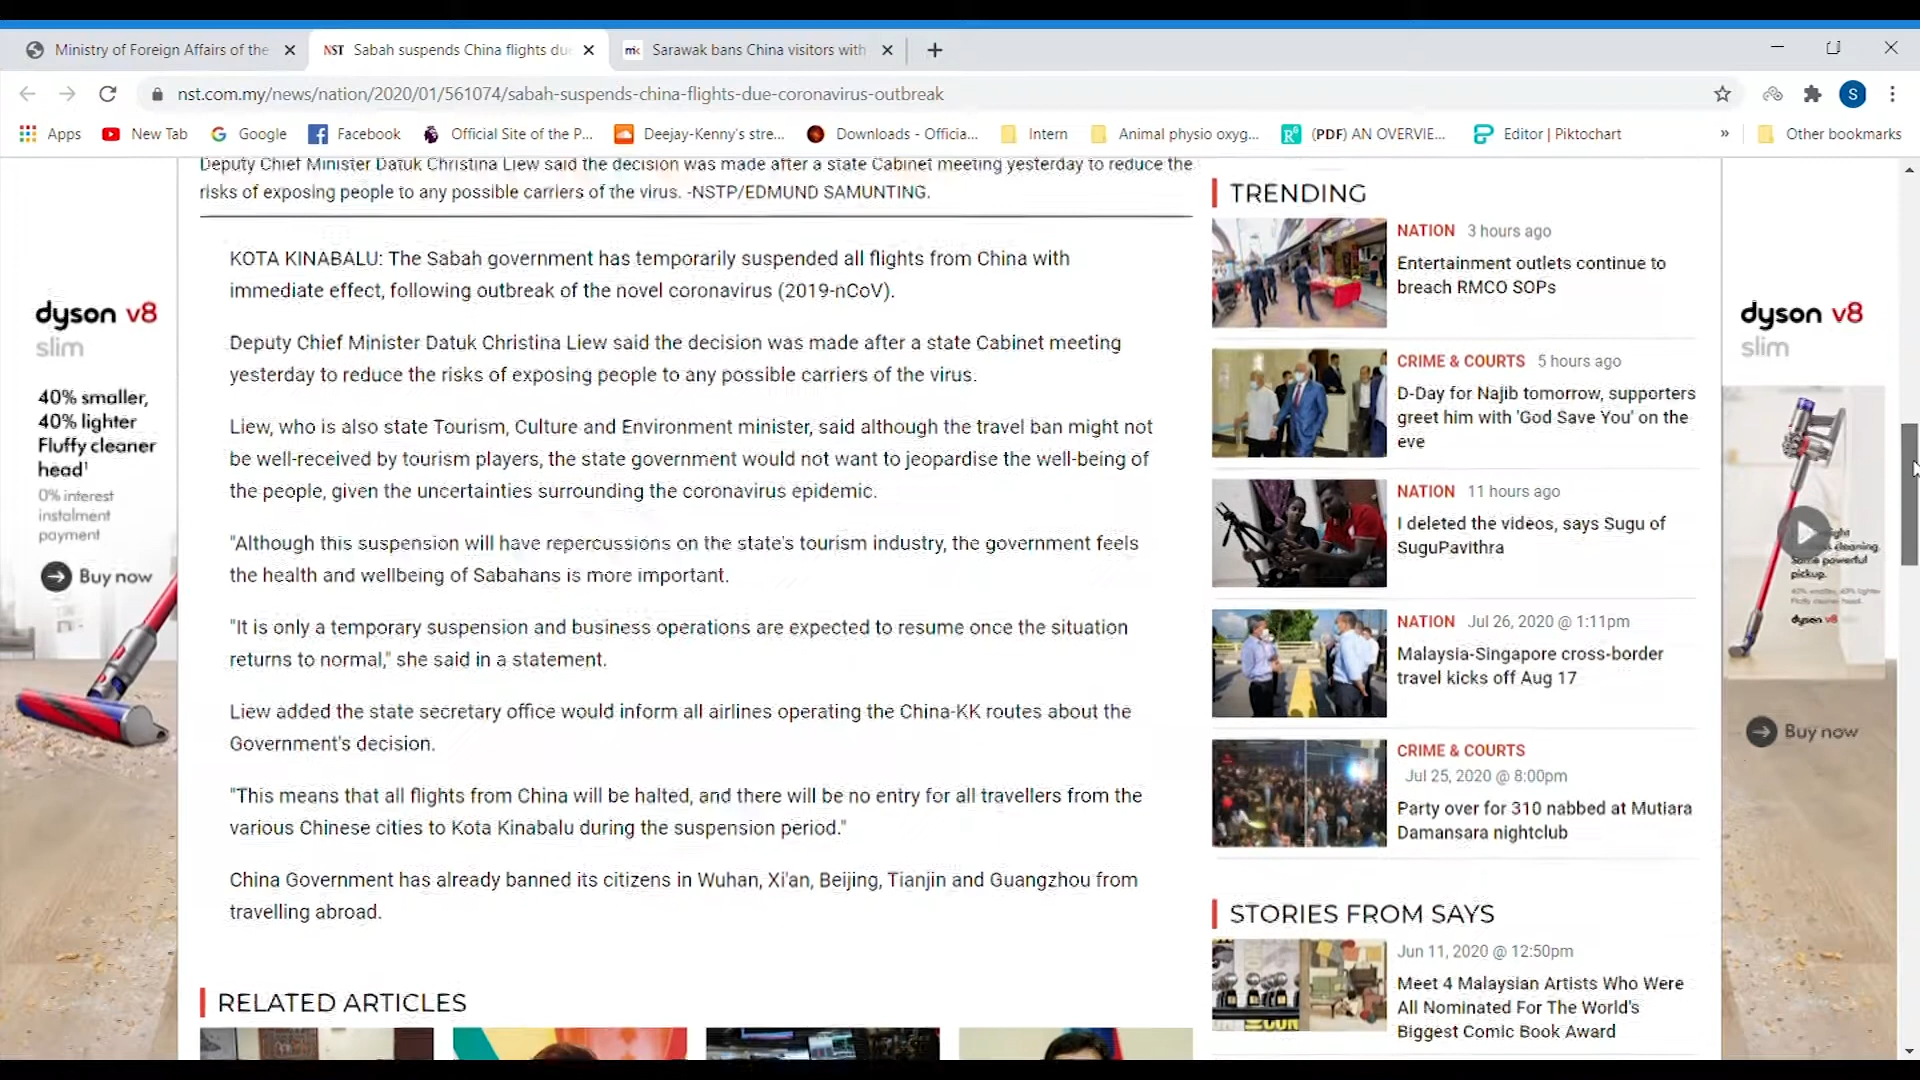 Ministry of Foreign Affairs of the
NST Sabah suspends China flights du
mk Sarawak bans China visitors with
nst.com.my/news/nation/2020/01/561074/sabah-suspends-china-flights-due-coronavirus-outbreak
S
Apps
New Tab
Google
Facebook
Official Site of the P...
Deejay-Kenny's stre...
Downloads - Officia...
Intern
Animal physio oxyg...
(PDF) AN OVERVIE...
Editor | Piktochart
»
Other bookmarks
Deputy Chief Minister Datuk Christina Liew said the decision was made after a state Cabinet meeting yesterday to reduce the
risks of exposing people to any possible carriers of the virus. -NSTP/EDMUND SAMUNTING.
KOTA KINABALU: The Sabah government has temporarily suspended all flights from China with
immediate effect, following outbreak of the novel coronavirus (2019-nCoV).
Deputy Chief Minister Datuk Christina Liew said the decision was made after a state Cabinet meeting
yesterday to reduce the risks of exposing people to any possible carriers of the virus.
Liew, who is also state Tourism, Culture and Environment minister, said although the travel ban might not
be well-received by tourism players, the state government would not want to jeopardise the well-being of
the people, given the uncertainties surrounding the coronavirus epidemic.
"Although this suspension will have repercussions on the state's tourism industry, the government feels
the health and wellbeing of Sabahans is more important.
"It is only a temporary suspension and business operations are expected to resume once the situation
returns to normal," she said in a statement.
Liew added the state secretary office would inform all airlines operating the China-KK routes about the
Government's decision.
"This means that all flights from China will be halted, and there will be no entry for all travellers from the
various Chinese cities to Kota Kinabalu during the suspension period."
China Government has already banned its citizens in Wuhan, Xi'an, Beijing, Tianjin and Guangzhou from
travelling abroad.
RELATED ARTICLES
TRENDING
NATION 3 hours ago
Entertainment outlets continue to
breach RMCO SOPs
CRIME & COURTS 5 hours ago
D-Day for Najib tomorrow, supporters
greet him with 'God Save You' on the
eve
NATION 11 hours ago
I deleted the videos, says Sugu of
SuguPavithra
NATION Jul 26, 2020 @ 1:11pm
Malaysia-Singapore cross-border
travel kicks off Aug 17
CRIME & COURTS
Jul 25, 2020 @ 8:00pm
Party over for 310 nabbed at Mutiara
Damansara nightclub
STORIES FROM SAYS
Jun 11, 2020 @ 12:50pm
Meet 4 Malaysian Artists Who Were
All Nominated For The World's
Biggest Comic Book Award
dyson v8
slim
40% smaller,
40% lighter
Fluffy cleaner
head¹
0% interest
instalment
payment
Buy now
dyson v8
slim
cleaning.
Same powerful
pickup.
dyson v8
Buy now